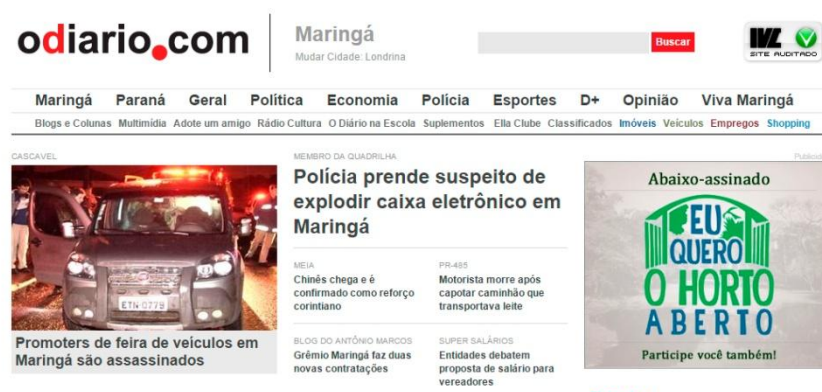 odiario.com
Maringá
Mudar Cidade: Londrina
Buscar
IVZ
SITE AUDITADO
Maringá Paraná Geral Política Economia Polícia Esportes D+ Opinião Viva Maringá
Blogs e Colunas Multimídia Adote um amigo Rádio Cultura O Diário na Escola Suplementos Ella Clube Classificados Imóveis Veículos Empregos Shopping
CASCAVEL
Promoters de feira de veículos em
Maringá são assassinados
MEMBRO DA QUADRILHA
Polícia prende suspeito de
explodir caixa eletrônico em
Maringá
MEIA
Chinês chega e é
confirmado como reforço
corintiano
PR-485
Motorista morre após
capotar caminhão que
transportava leite
BLOG DO ANTÔNIO MARCOS
Grêmio Maringá faz duas
novas contratações
SUPER SALÁRIOS
Entidades debatem
proposta de salário para
vereadores
Abaixo-assinado
EU
QUERO
O HORTO
ABERTO
Participe você também!